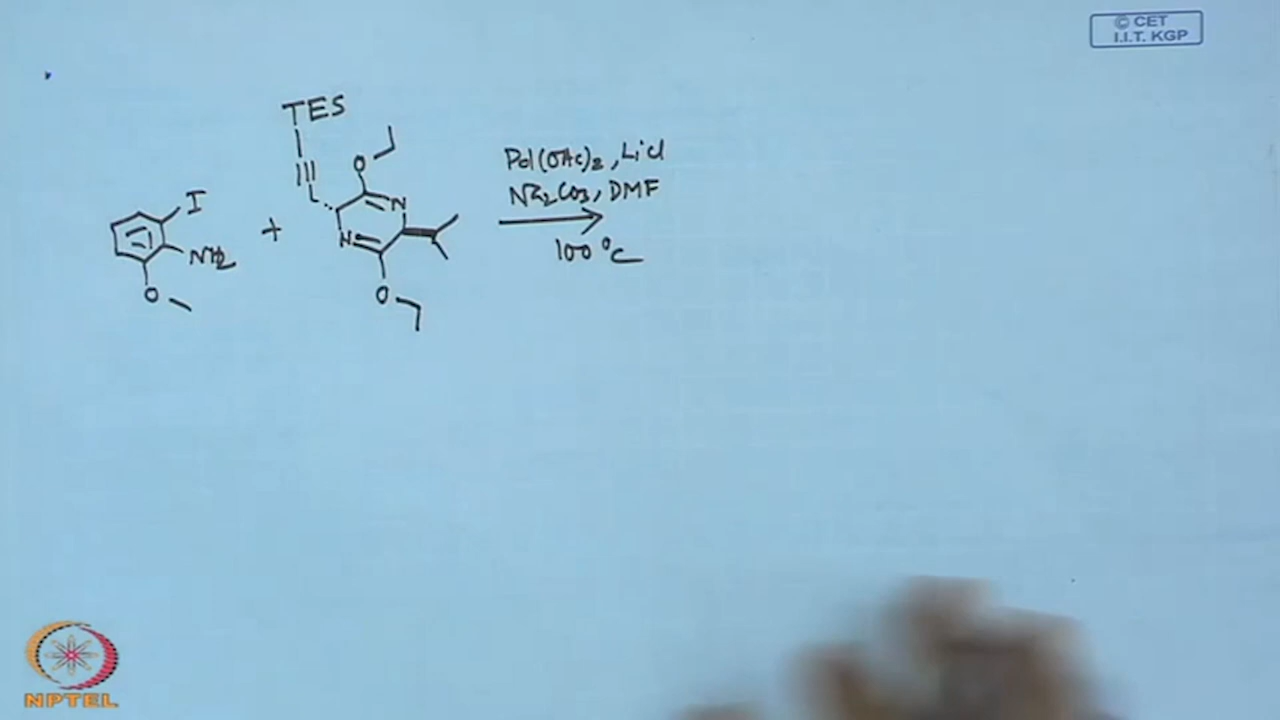 © CET
I.I.T. KGP
TES
O
Pd(OAc)2, LiCl
I
N
Na2CO3, DMF
+
N
NH2
100 °C
O
O
NPTEL